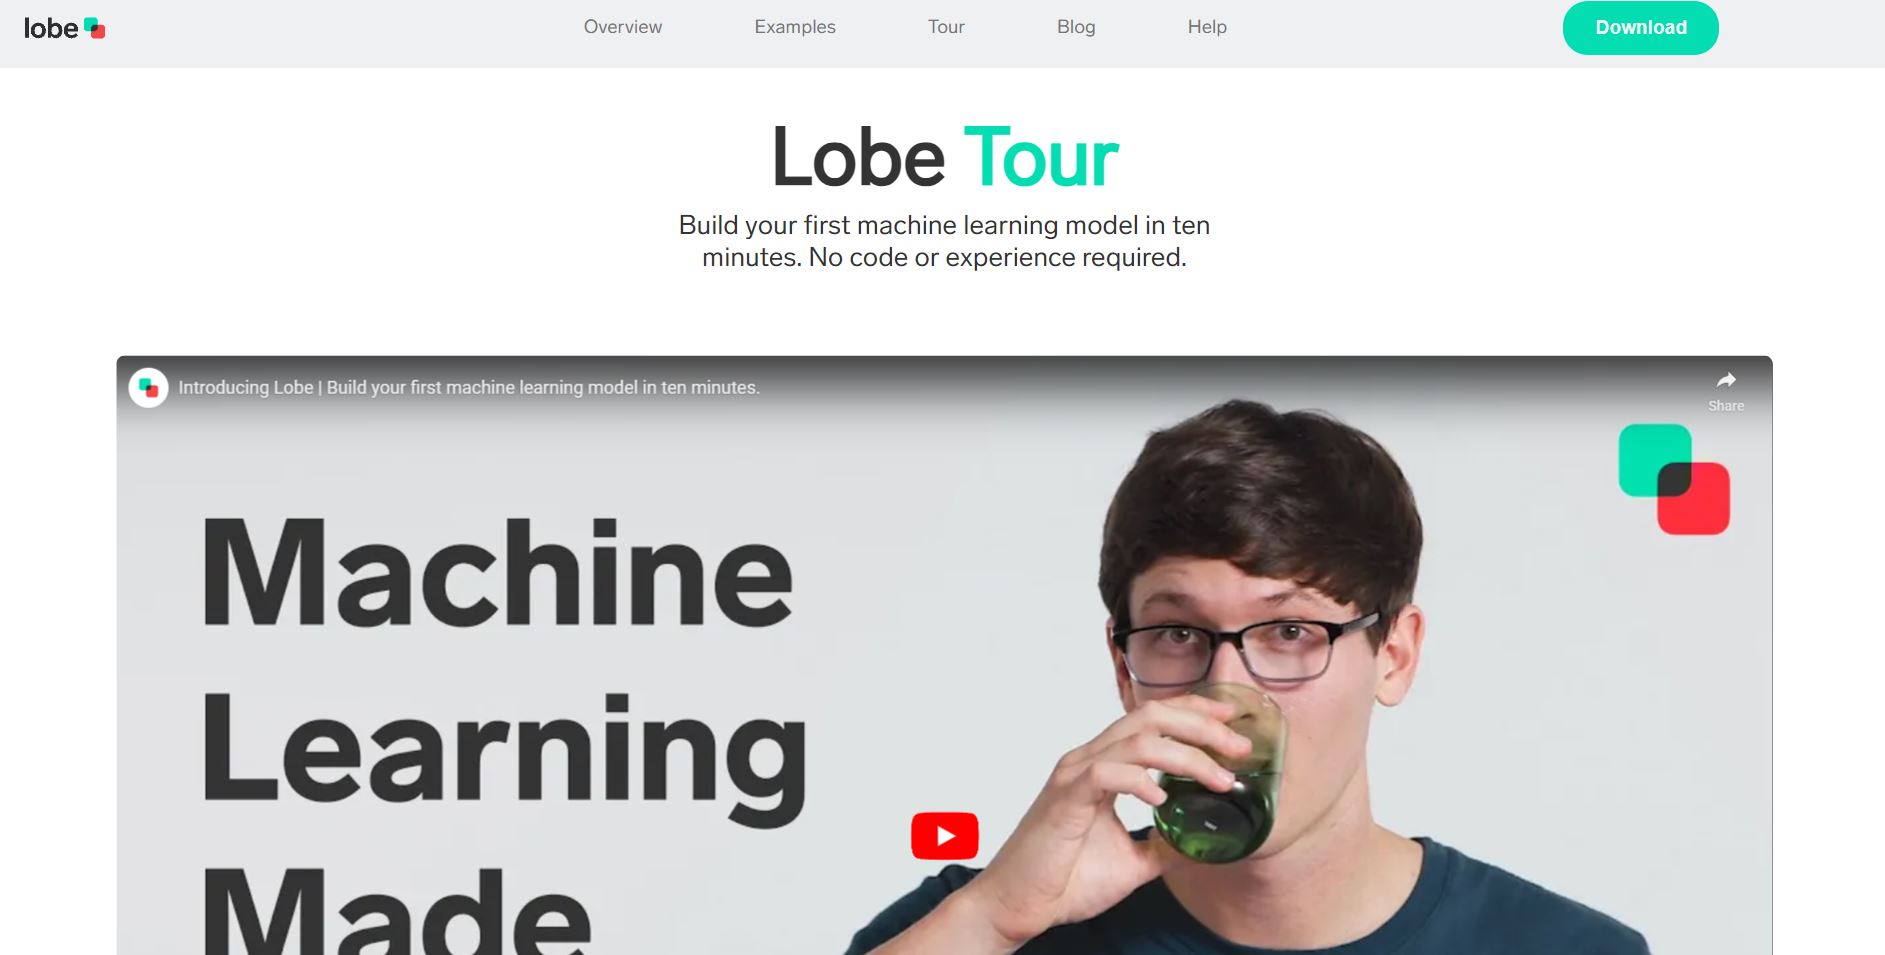 lobe
Overview
Examples
Tour
Blog
Help
Download
Lobe Tour
Build your first machine learning model in ten
minutes. No code or experience required.
Introducing Lobe | Build your first machine learning model in ten minutes.
Share
Machine
Learning
Made